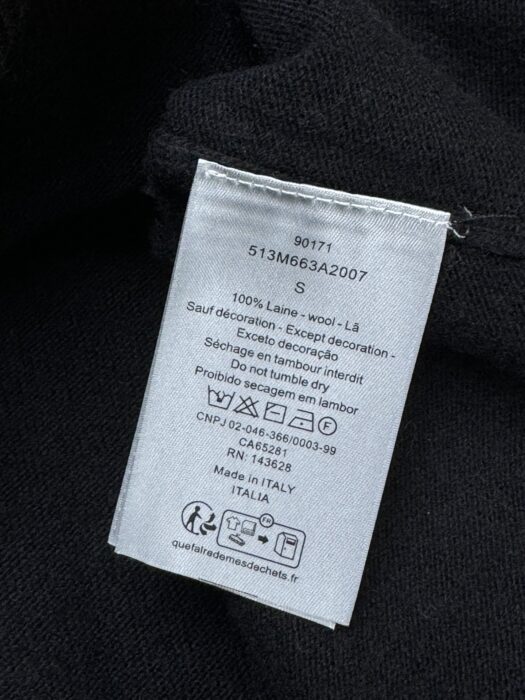 90171
513M663A2007
S
100% Laine - wool - Lã
Sauf décoration - Except decoration -
Exceto decoração
Séchage en tambour interdit
Do not tumble dry
Proibido secagem em lambor
F
CNPJ 02-046-366/0003-99
CA65281
RN: 143628
Made in ITALY
ITALIA
FR
quefairedemesdechets.fr